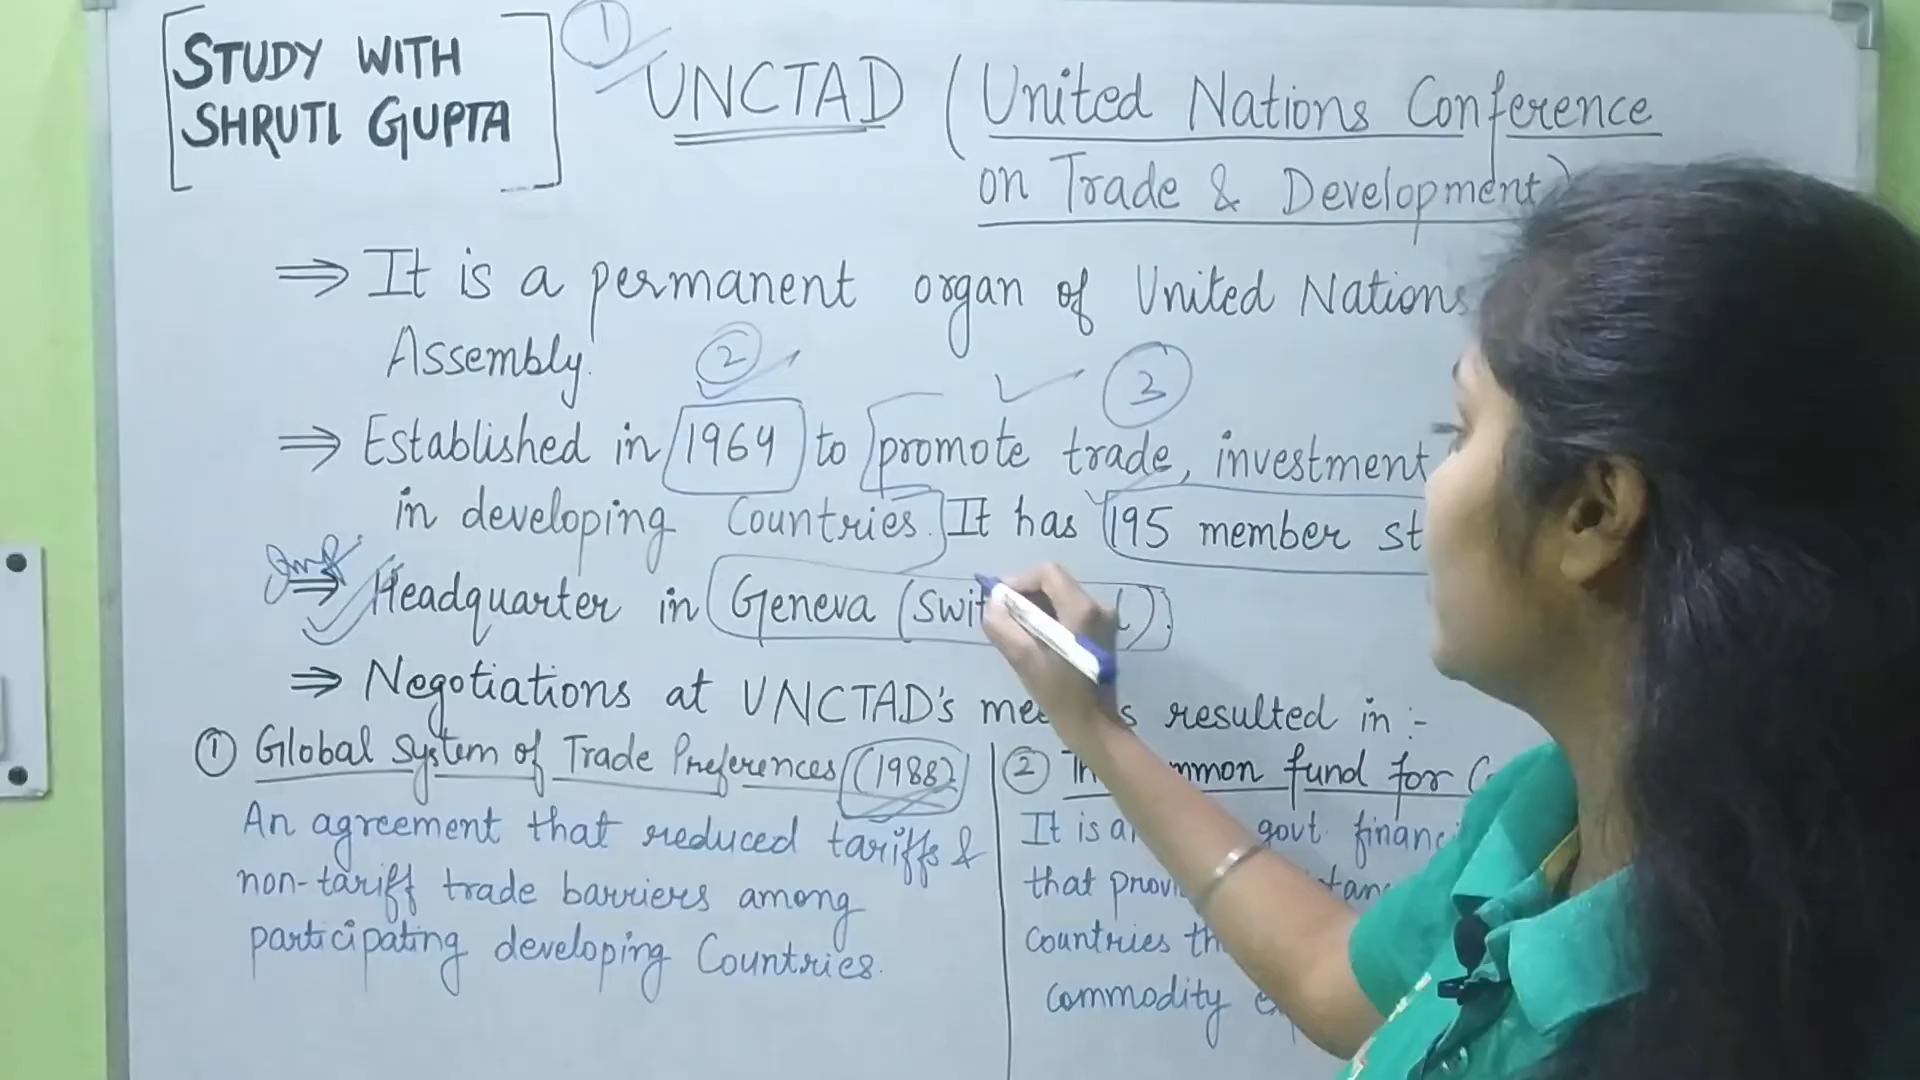 STUDY WITH
SHRUTI GUPTA
①
UNCTAD (United Nations Conference
on Trade & Development)
⇒ It is a permanent organ of United Nations
Assembly.
② ③
⇒ Established in 1964 to promote trade, investment
in developing Countries. It has 195 member st
Imp
⇒ Headquarter in Geneva (Swit
⇒ Negotiations at UNCTAD's resulted in :-
① Global System of Trade Preferences (1988)
An agreement that reduced tariffs &
non-tariff trade barriers among
participating developing Countries.
② fund for
It is govt. financ
that
countries
commodity